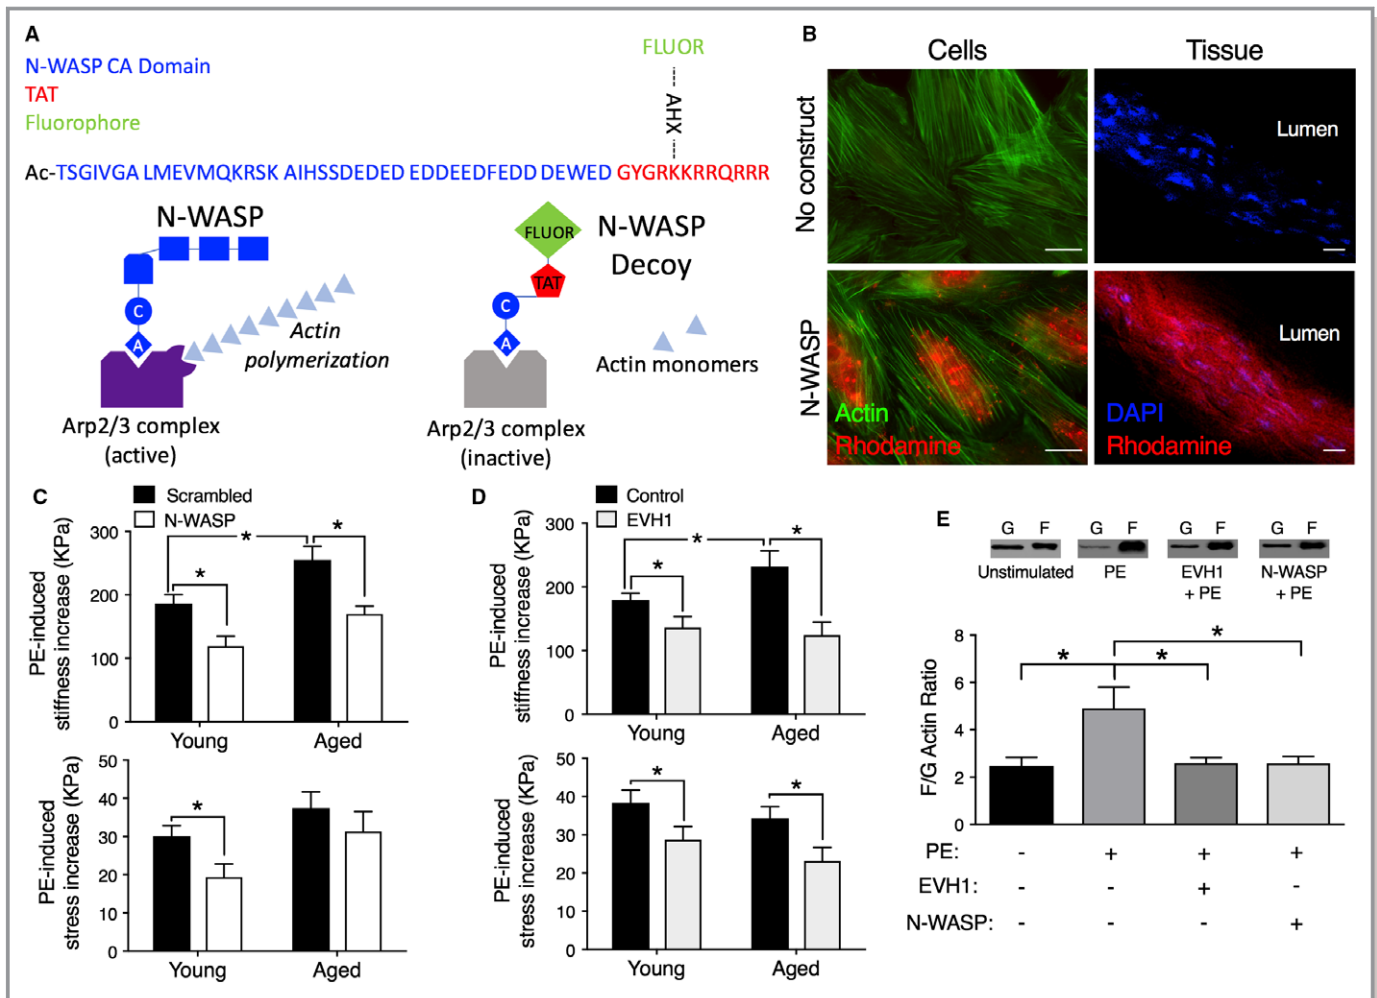 A
N-WASP CA Domain
TAT
Fluorophore
FLUOR
AHX
Ac-TSGIVGA LMEVMQKRSK AIHSSDEDED EDDEEDFEDD DEWED GYGRKKRRQRRR
N-WASP
C
A
Actin
polymerization
Arp2/3 complex
(active)
FLUOR
TAT
C
A
N-WASP
Decoy
Actin monomers
Arp2/3 complex
(inactive)
B
Cells
Tissue
No construct
Lumen
N-WASP
Actin
Rhodamine
Lumen
DAPI
Rhodamine
C
Scrambled
N-WASP
PE-induced
stiffness increase (KPa)
300
200
100
0
*
*
*
Young
Aged
PE-induced
stress increase (KPa)
50
40
30
20
10
0
*
Young
Aged
D
Control
EVH1
PE-induced
stiffness increase (KPa)
300
200
100
0
*
*
*
Young
Aged
PE-induced
stress increase (KPa)
50
40
30
20
10
0
*
*
Young
Aged
E
G F
G F
G F
G F
Unstimulated
PE
EVH1
+ PE
N-WASP
+ PE
F/G Actin Ratio
8
6
4
2
0
*
*
*
PE: - + + +
EVH1: - - + -
N-WASP: - - - +